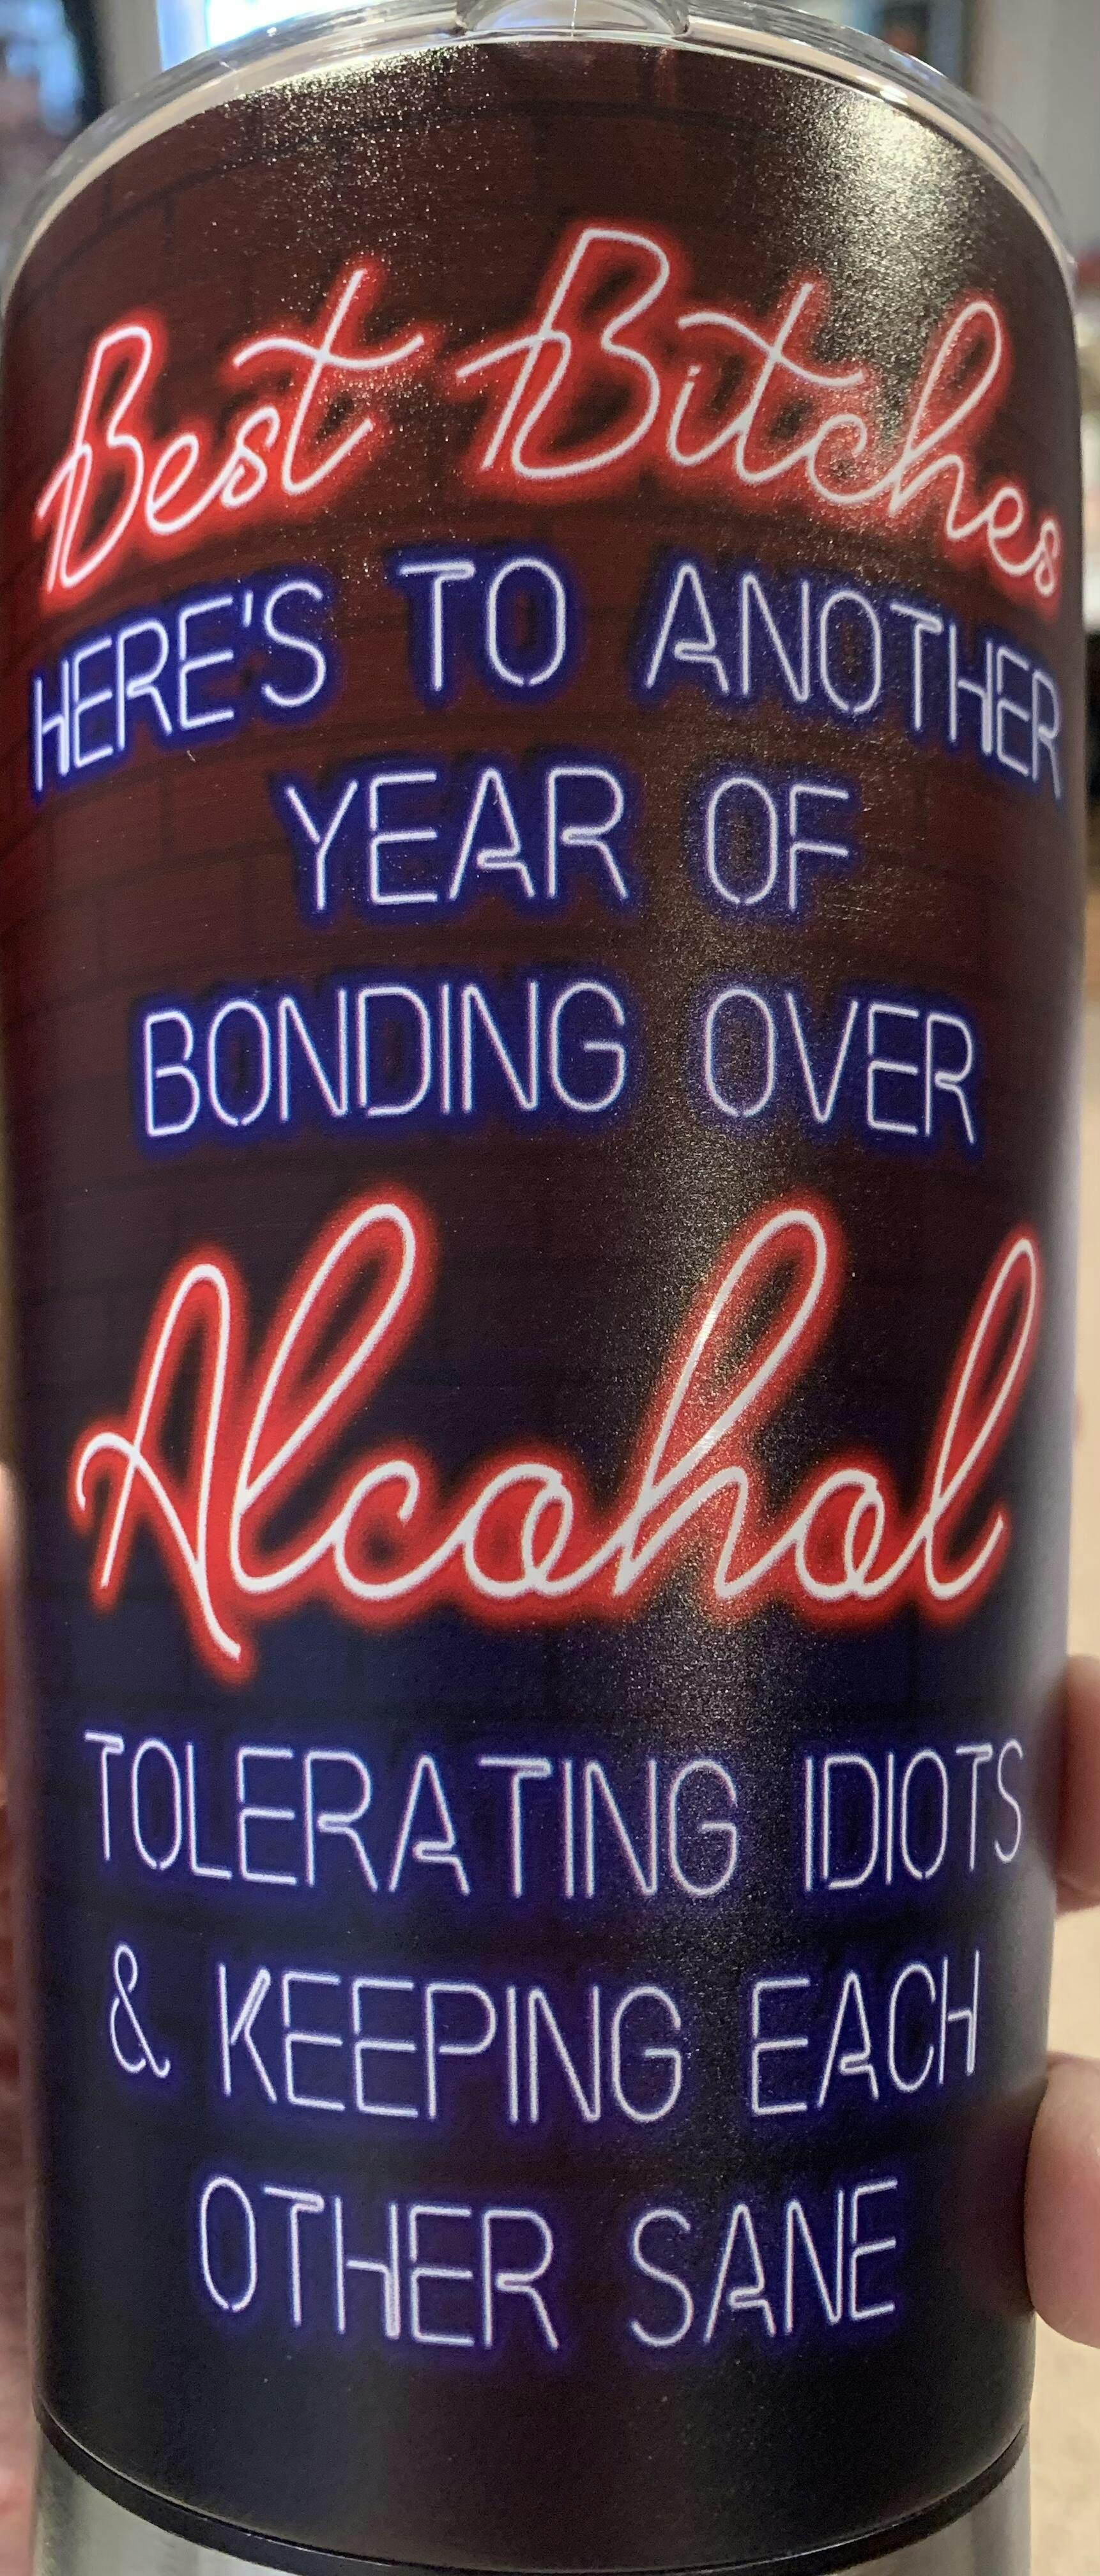 Best Bitches
HERE'S TO ANOTHER
YEAR OF
BONDING OVER
Alcohol
TOLERATING IDIOTS
& KEEPING EACH
OTHER SANE